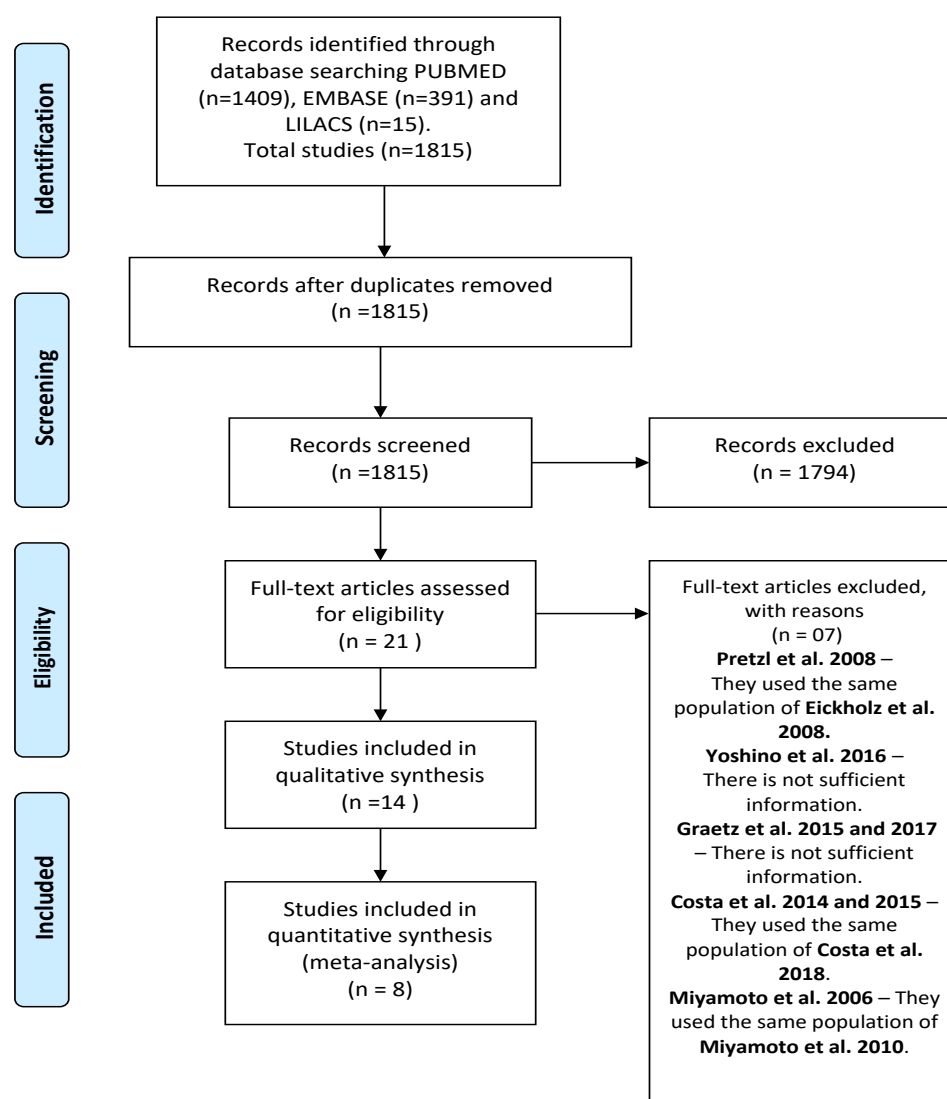 Identification
Records identified through
database searching PUBMED
(n=1409), EMBASE (n=391) and
LILACS (n=15).
Total studies (n=1815)
Records after duplicates removed
(n =1815)
Screening
Records screened
(n =1815)
Records excluded
(n = 1794)
Eligibility
Full-text articles assessed
for eligibility
(n = 21 )
Full-text articles excluded,
with reasons
(n = 07)
Pretzl et al. 2008 –
They used the same
population of Eickholz et al.
2008.
Yoshino et al. 2016 –
There is not sufficient
information.
Graetz et al. 2015 and 2017
– There is not sufficient
information.
Costa et al. 2014 and 2015 –
They used the same
population of Costa et al.
2018.
Miyamoto et al. 2006 – They
used the same population of
Miyamoto et al. 2010.
Studies included in
qualitative synthesis
(n =14 )
Included
Studies included in
quantitative synthesis
(meta-analysis)
(n = 8)